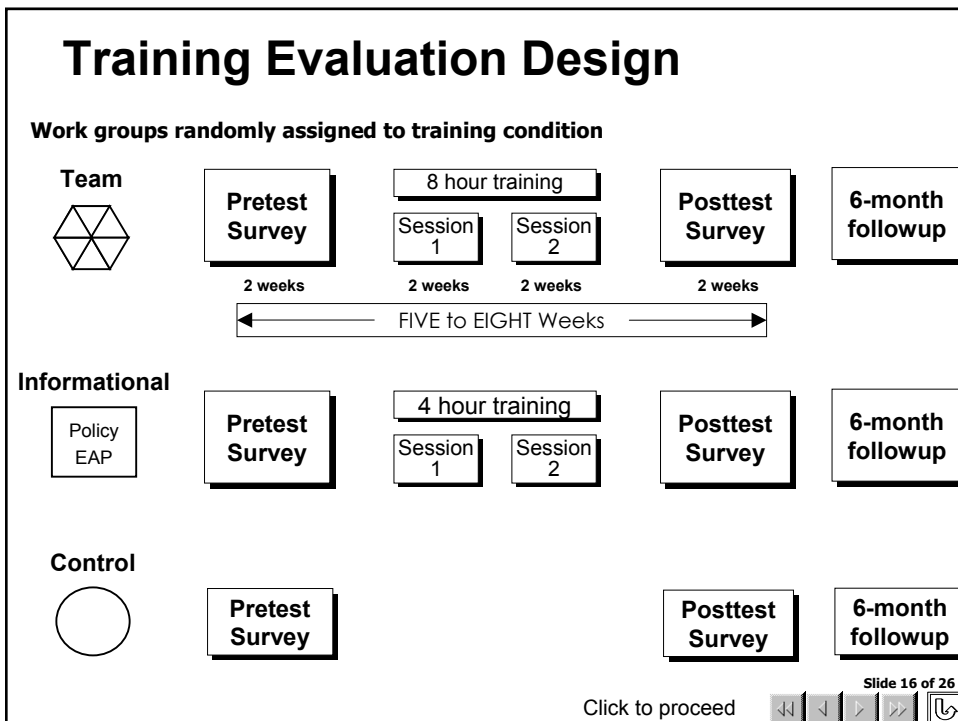 Training Evaluation Design
Work groups randomly assigned to training condition
Team
Pretest
Survey
8 hour training
Session
1
Session
2
Posttest
Survey
6-month
followup
2 weeks
2 weeks
2 weeks
2 weeks
FIVE to EIGHT Weeks
Informational
Policy
EAP
Pretest
Survey
4 hour training
Session
1
Session
2
Posttest
Survey
6-month
followup
Control
Pretest
Survey
Posttest
Survey
6-month
followup
Slide 16 of 26
Click to proceed